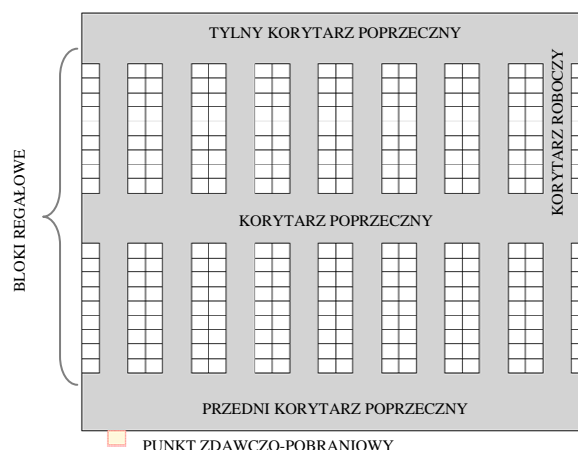 TYLNY KORYTARZ POPRZECZNY
KORYTARZ ROBOCZY
BLOKI REGAŁOWE
KORYTARZ POPRZECZNY
PRZEDNI KORYTARZ POPRZECZNY
PUNKT ZDAWCZO-POBRANIOWY